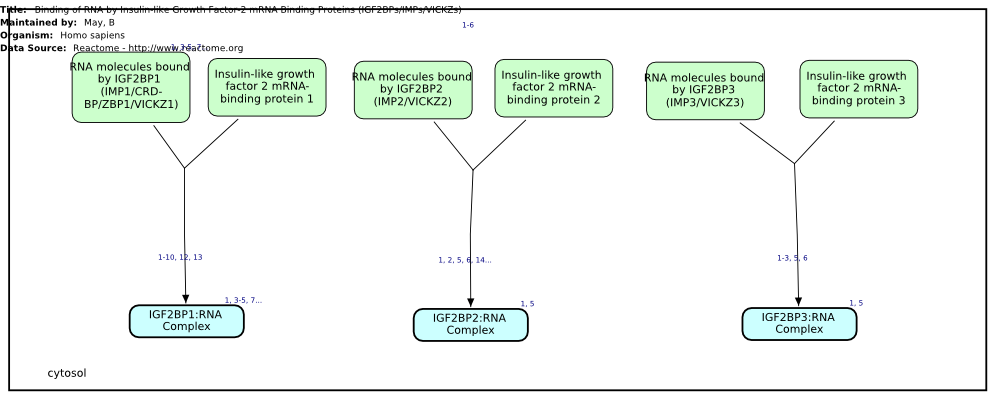 Title: Binding of RNA by Insulin-like Growth Factor-2 mRNA Binding Proteins (IGF2BPs/IMPs/VICKZs)
Maintained by: May, B
Organism: Homo sapiens
Data Source: Reactome - http://www.reactome.org
1-6
RNA molecules bound
by IGF2BP1
(IMP1/CRD-
BP/ZBP1/VICKZ1)
Insulin-like growth
factor 2 mRNA-
binding protein 1
RNA molecules bound
by IGF2BP2
(IMP2/VICKZ2)
Insulin-like growth
factor 2 mRNA-
binding protein 2
RNA molecules bound
by IGF2BP3
(IMP3/VICKZ3)
Insulin-like growth
factor 2 mRNA-
binding protein 3
1-10, 12, 13
1, 2, 5, 6, 14...
1-3, 5, 6
1, 3-5, 7...
IGF2BP1:RNA
Complex
1, 5
IGF2BP2:RNA
Complex
1, 5
IGF2BP3:RNA
Complex
cytosol